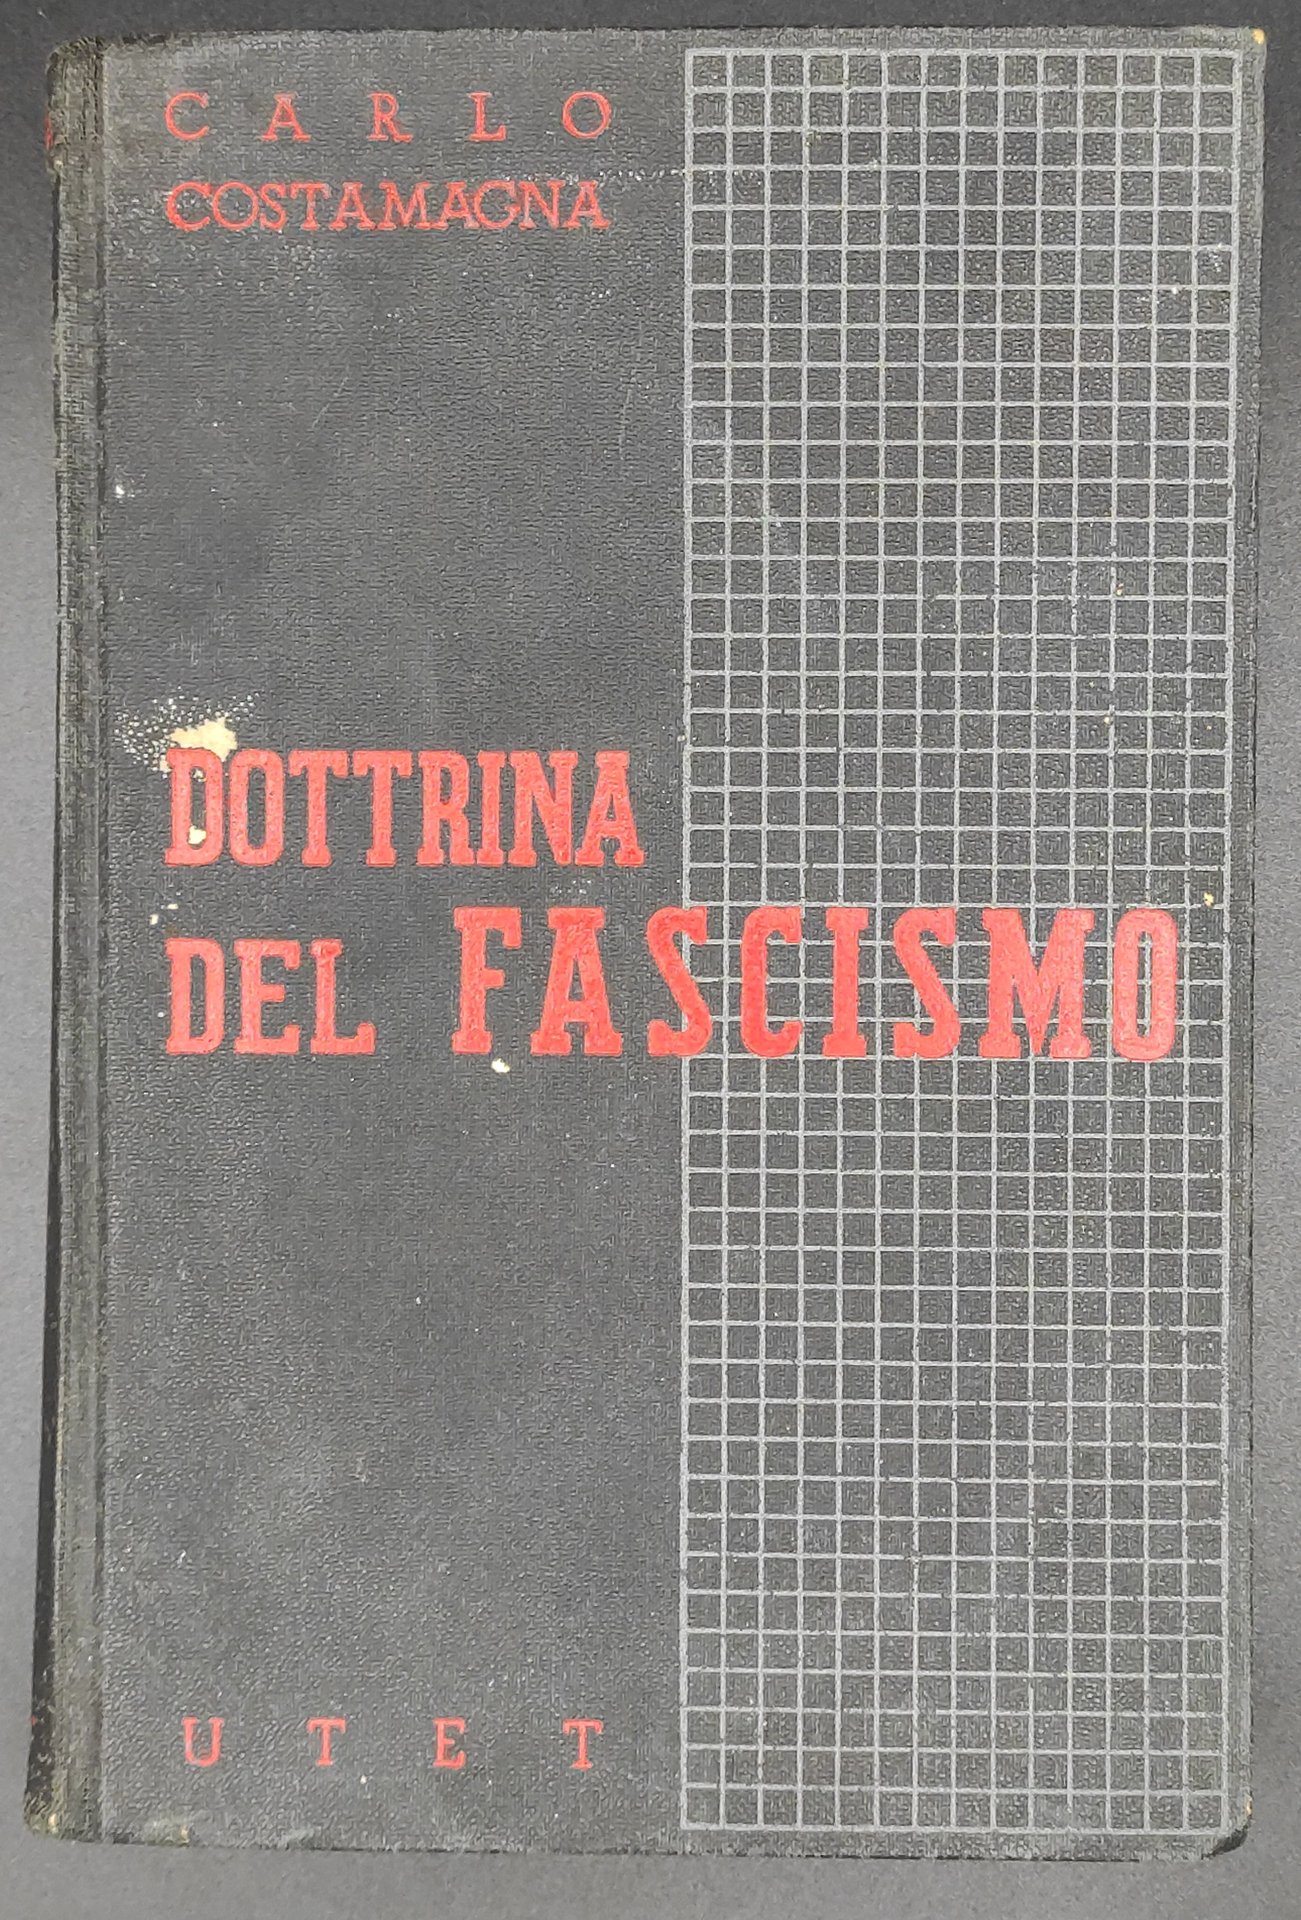 CARLO
COSTAMAGNA
DOTTRINA
DEL FASCISMO
UTET